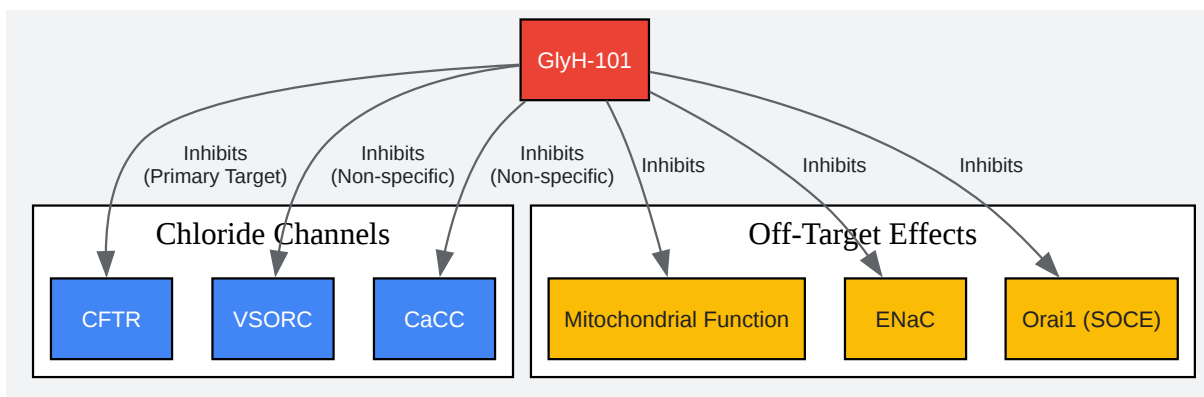 GlyH-101
Inhibits
(Primary Target)
Inhibits
(Non-specific)
Inhibits
(Non-specific)
Inhibits
Inhibits
Inhibits
Chloride Channels
Off-Target Effects
CFTR
VSORC
CaCC
Mitochondrial Function
ENaC
Orai1 (SOCE)